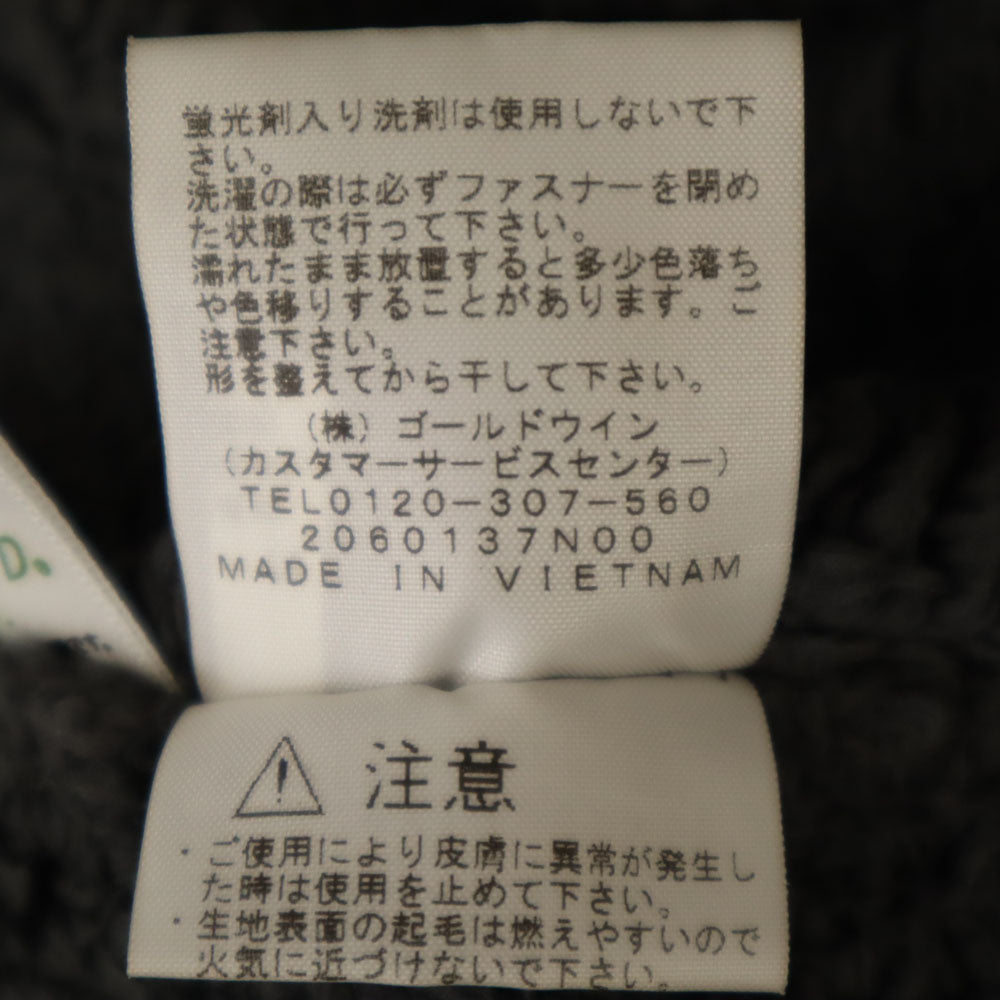 蛍光剤入り洗剤は使用しないで下
さい。
洗濯の際は必ずファスナーを閉め
た状態で行って下さい。
濡れたまま放置すると多少色落ち
や色移りすることがあります。ご
注意下さい。
形を整えてから干して下さい。
(株)ゴールドウイン
(カスタマーサービスセンター)
TEL0120-307-560
2060137N00
MADE IN VIETNAM
D.
注意
・ご使用により皮膚に異常が発生し
た時は使用を止めて下さい。
・生地表面の起毛は燃えやすいので
火気に近づけないで下さい。